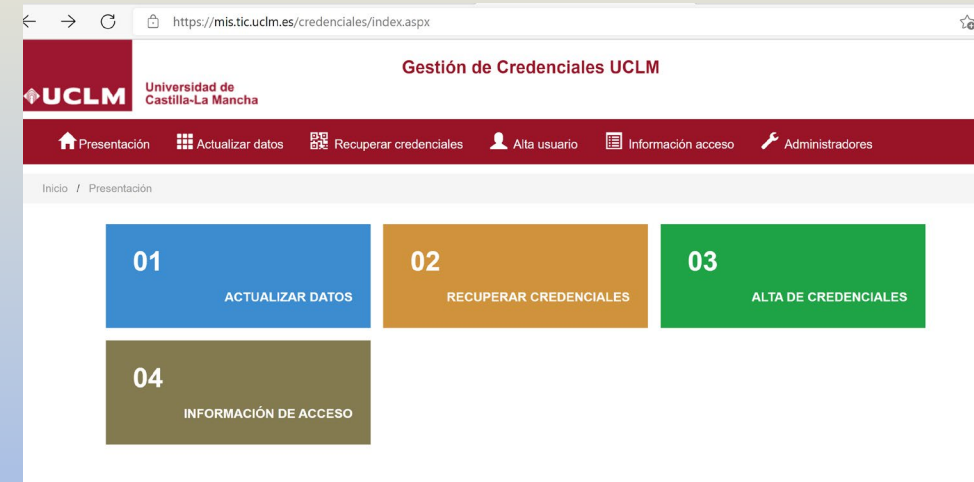 https://mis.tic.uclm.es/credenciales/index.aspx
Gestión de Credenciales UCLM
UCLM
Universidad de
Castilla-La Mancha
Presentación Actualizar datos Recuperar credenciales Alta usuario Información acceso Administradores
Inicio / Presentación
01
ACTUALIZAR DATOS
02
RECUPERAR CREDENCIALES
03
ALTA DE CREDENCIALES
04
INFORMACIÓN DE ACCESO